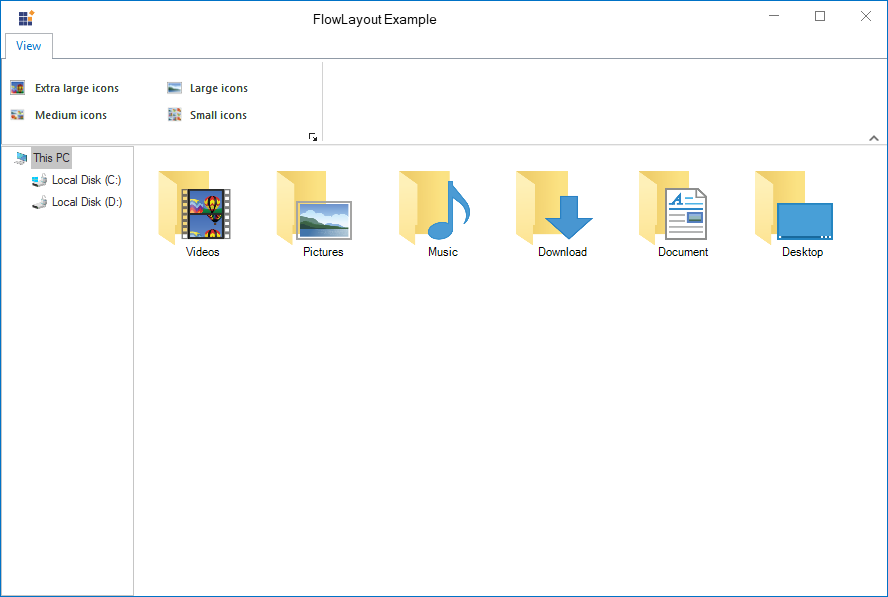 FlowLayout Example
View
Extra large icons
Large icons
Medium icons
Small icons
This PC
Local Disk (C:)
Local Disk (D:)
Videos
Pictures
Music
Download
Document
Desktop